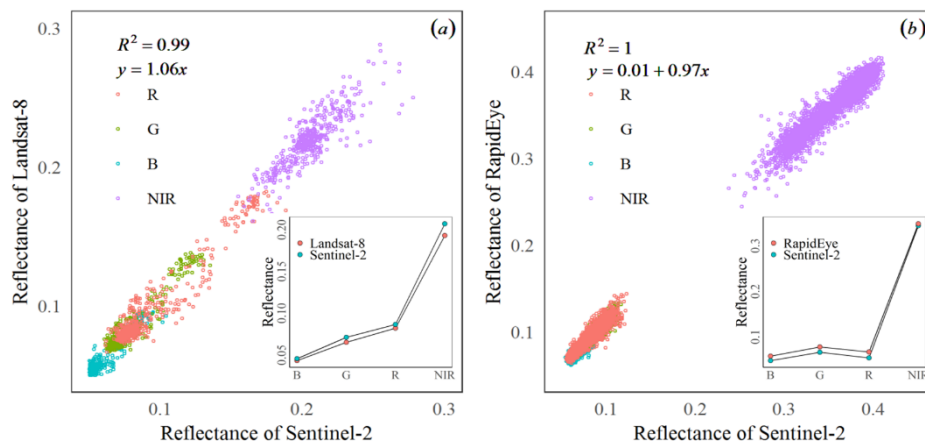 (a)
R² = 0.99
y = 1.06x
R
G
B
NIR
Reflectance of Landsat-8
0.3
0.2
0.1
0.1
0.2
0.3
Reflectance of Sentinel-2
Landsat-8
Sentinel-2
Reflectance
0.20
0.15
0.10
0.05
B
G
R
NIR
(b)
R² = 1
y = 0.01 + 0.97x
R
G
B
NIR
Reflectance of RapidEye
0.4
0.3
0.2
0.1
0.1
0.2
0.3
0.4
Reflectance of Sentinel-2
RapidEye
Sentinel-2
Reflectance
0.3
0.2
0.1
B
G
R
NIR